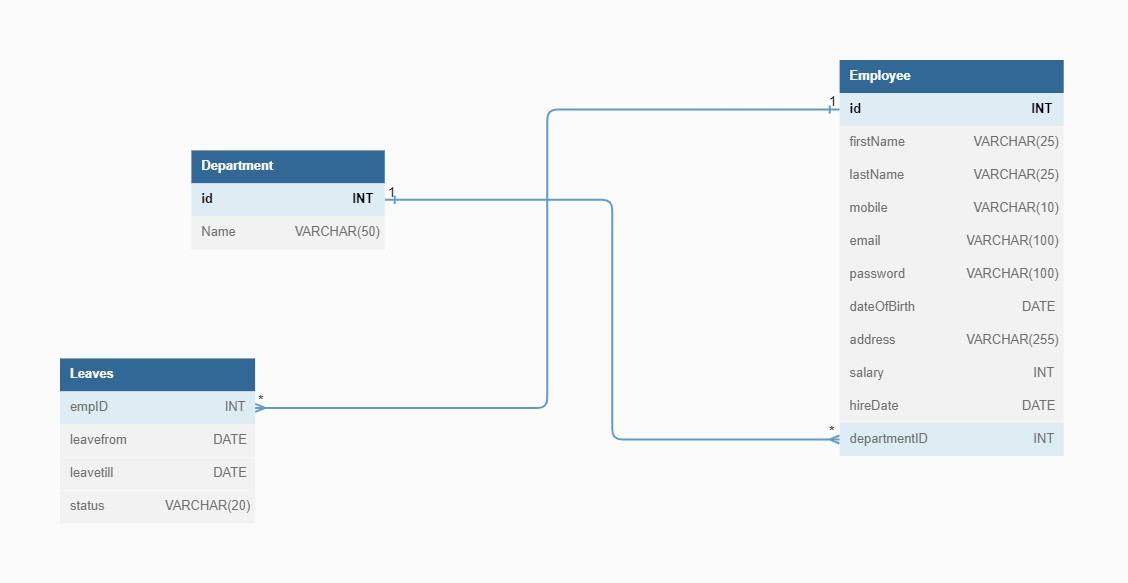 Employee
1
id INT
firstName VARCHAR(25)
lastName VARCHAR(25)
mobile VARCHAR(10)
email VARCHAR(100)
password VARCHAR(100)
dateOfBirth DATE
address VARCHAR(255)
salary INT
hireDate DATE
* departmentID INT
Department
id INT 1
Name VARCHAR(50)
Leaves
empID INT *
leavefrom DATE
leavetill DATE
status VARCHAR(20)